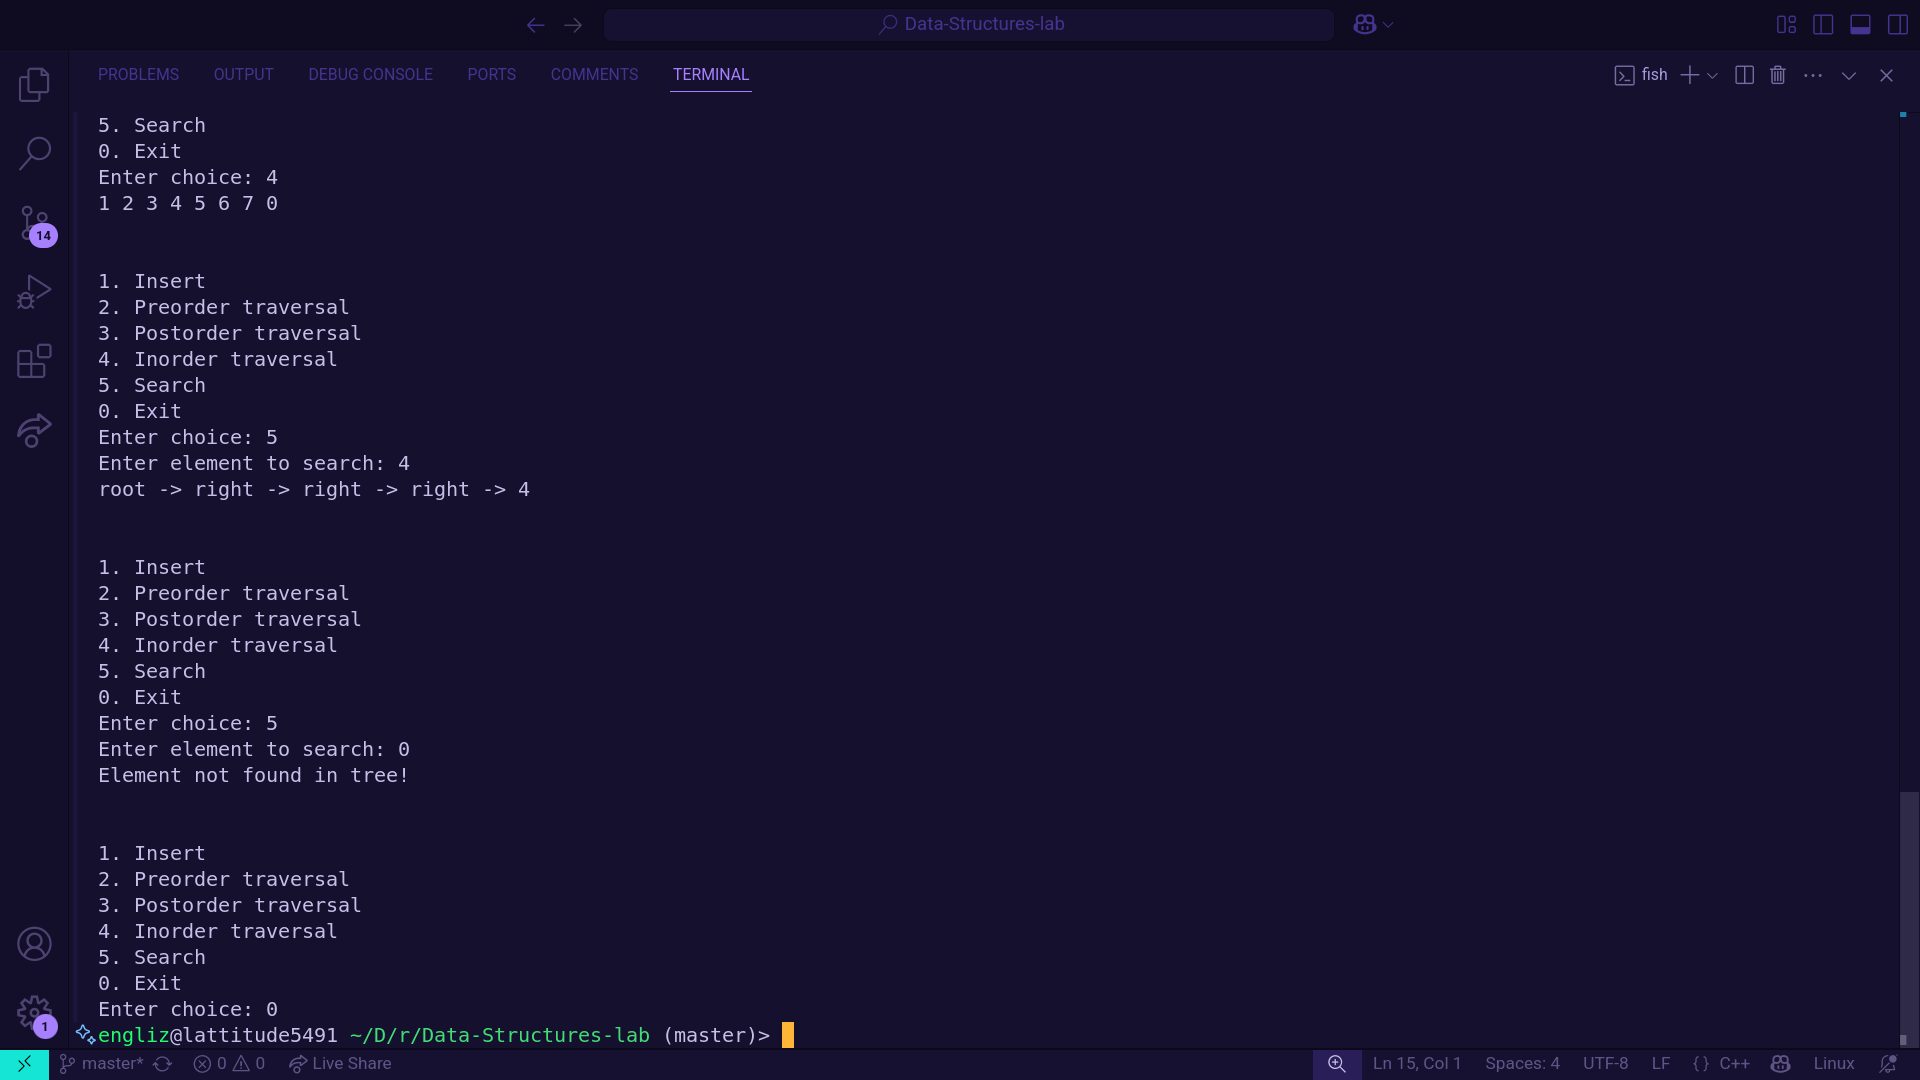 Data-Structures-lab
PROBLEMS OUTPUT DEBUG CONSOLE PORTS COMMENTS TERMINAL
fish
5. Search
0. Exit
Enter choice: 4
1 2 3 4 5 6 7 0
1. Insert
2. Preorder traversal
3. Postorder traversal
4. Inorder traversal
5. Search
0. Exit
Enter choice: 5
Enter element to search: 4
root -> right -> right -> right -> 4
1. Insert
2. Preorder traversal
3. Postorder traversal
4. Inorder traversal
5. Search
0. Exit
Enter choice: 5
Enter element to search: 0
Element not found in tree!
1. Insert
2. Preorder traversal
3. Postorder traversal
4. Inorder traversal
5. Search
0. Exit
Enter choice: 0
engliz@lattitude5491 ~/D/r/Data-Structures-lab (master)>
14
1
master* 0 0 Live Share Ln 15, Col 1 Spaces: 4 UTF-8 LF {} C++ Linux